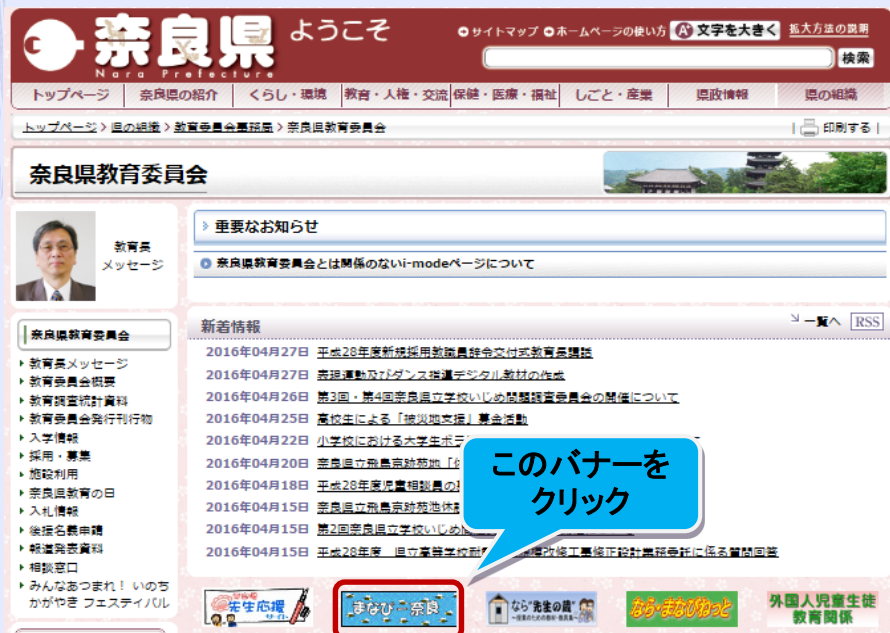 奈良県 ようこそ
Nara Prefecture
サイトマップ ホームページの使い方 文字を大きく 拡大方法の説明
検索
トップページ 奈良県の紹介 くらし・環境 教育・人権・交流 保健・医療・福祉 しごと・産業 県政情報 県の組織
トップページ > 県の組織 > 教育委員会事務局 > 奈良県教育委員会
印刷する
奈良県教育委員会
教育長
メッセージ
重要なお知らせ
奈良県教育委員会とは関係のないi-modeページについて
新着情報
一覧へ RSS
2016年04月27日 平成28年度新規採用教職員辞令交付式教育長講話
2016年04月27日 表現運動及びダンス指導デジタル教材の作成
2016年04月26日 第3回・第4回奈良県立学校いじめ問題調査委員会の開催について
2016年04月25日 高校生による「被災地支援」募金活動
2016年04月22日 小学校における大学生ボラ
2016年04月20日 奈良県立飛鳥京跡苑地「休
2016年04月18日 平成28年度児童相談員の
2016年04月15日 奈良県立飛鳥京跡苑池休
2016年04月15日 第2回奈良県立学校いじめ
2016年04月15日 平成28年度 県立高等学校耐 改修工事修正設計業務委託に係る質問回答
このバナーを
クリック
奈良県教育委員会
教育長メッセージ
教育委員会概要
教育調査統計資料
教育委員会発行刊行物
入学情報
採用・募集
施設利用
奈良県教育の日
入札情報
後援名義申請
報道発表資料
相談窓口
みんなあつまれ! いのち
かがやき フェスティバル
先生応援
サイト
まなびー奈良
なら"先生の蔵"
なら・まなびねっと
外国人児童生徒
教育関係